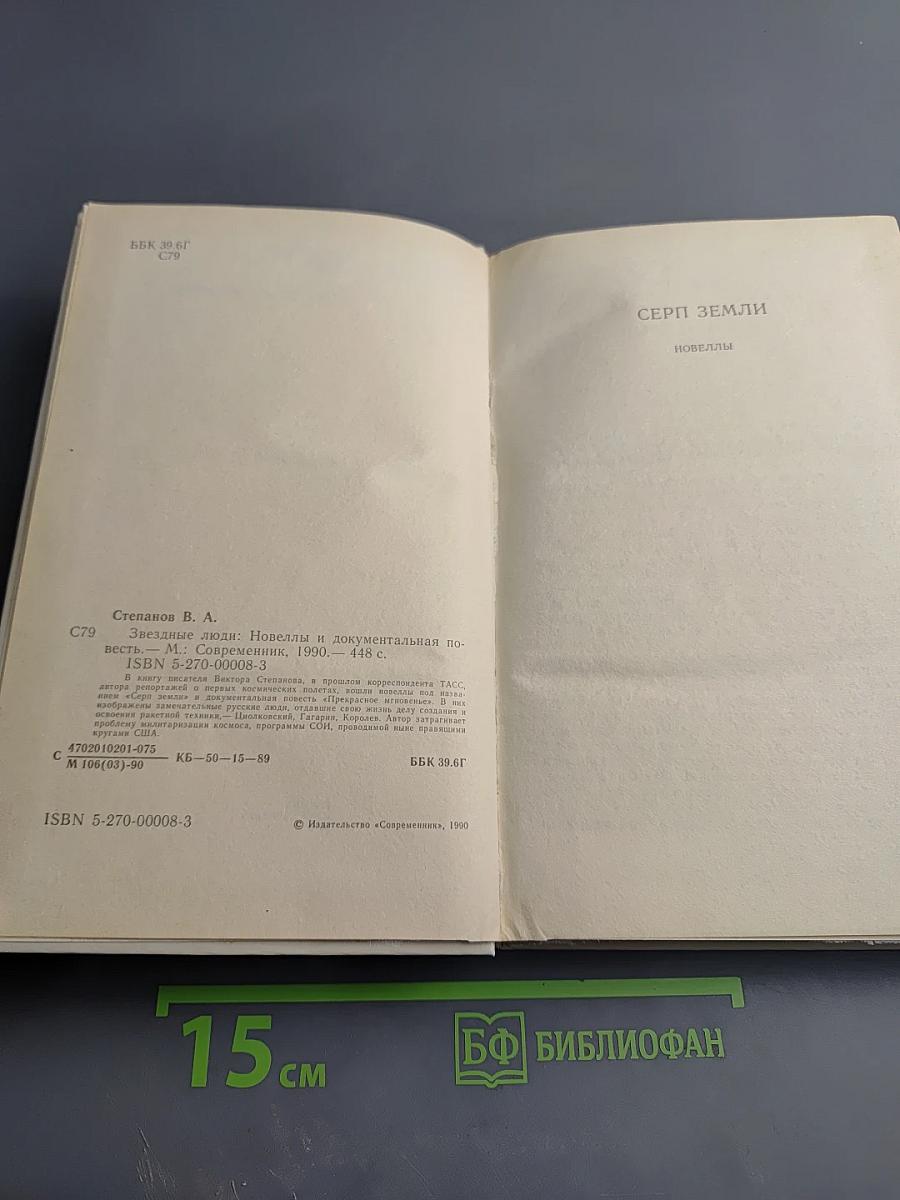 ББК 39.6Г
С79
Степанов В. А.
С79 Звездные люди: Новеллы и документальная по-
весть.— М.: Современник, 1990.— 448 с.
ISBN 5-270-00008-3
В книгу писателя Виктора Степанова, в прошлом корреспондента ТАСС,
автора репортажей о первых космических полетах, вошли новеллы под назва-
нием «Серп земли» и документальная повесть «Прекрасное мгновенье». В них
изображены замечательные русские люди, отдавшие свою жизнь делу создания и
освоения ракетной техники,— Циолковский, Гагарин, Королев. Автор затрагивает
проблему милитаризации космоса, программы СОИ, проводимой ныне правящими
кругами США.
С 4702010201-075
М 106(03)-90 КБ—50—15—89
ББК 39.6Г
ISBN 5-270-00008-3
© Издательство «Современник», 1990
СЕРП ЗЕМЛИ
НОВЕЛЛЫ
15 см
БФ БИБЛИОФАН